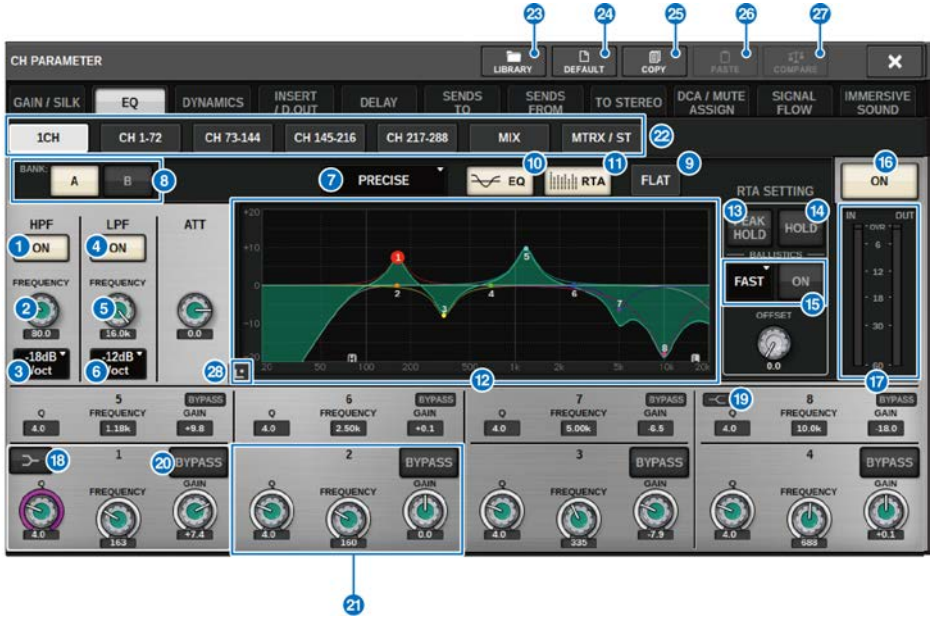 23 24 25 26 27
CH PARAMETER LIBRARY DEFAULT COPY PASTE COMPARE ×
GAIN / SILK EQ DYNAMICS INSERT / D.OUT DELAY SENDS TO SENDS FROM TO STEREO DCA / MUTE ASSIGN SIGNAL FLOW IMMERSIVE SOUND
1CH CH 1-72 CH 73-144 CH 145-216 CH 217-288 MIX MTRX / ST 22
BANK: A B 8 7 PRECISE 10 EQ 11 RTA 9 FLAT 16 ON
RTA SETTING
HPF LPF ATT
1 ON 4 ON
13 PEAK HOLD 14 HOLD
BALLISTICS
FAST ON 15
OFFSET
0.0
IN OUT
OVR
6
12
18
30
60
17
FREQUENCY FREQUENCY
2 5
80.0 16.0k 0.0
-18dB /oct -12dB /oct
3 6
28 12
+20
+10
0
-10
-20
20 50 100 200 500 1k 2k 5k 10k 20k
H L
1 2 3 4 5 6 7 8
5 BYPASS 6 BYPASS 7 BYPASS 19 8 BYPASS
Q FREQUENCY GAIN Q FREQUENCY GAIN Q FREQUENCY GAIN Q FREQUENCY GAIN
4.0 1.18k +9.8 4.0 2.50k +0.1 4.0 5.00k -6.5 4.0 10.0k -18.0
18 1 20 BYPASS 2 BYPASS 3 BYPASS 4 BYPASS
Q FREQUENCY GAIN Q FREQUENCY GAIN Q FREQUENCY GAIN Q FREQUENCY GAIN
4.0 163 +7.4 4.0 160 0.0 4.0 335 -7.9 4.0 688 +0.1
21